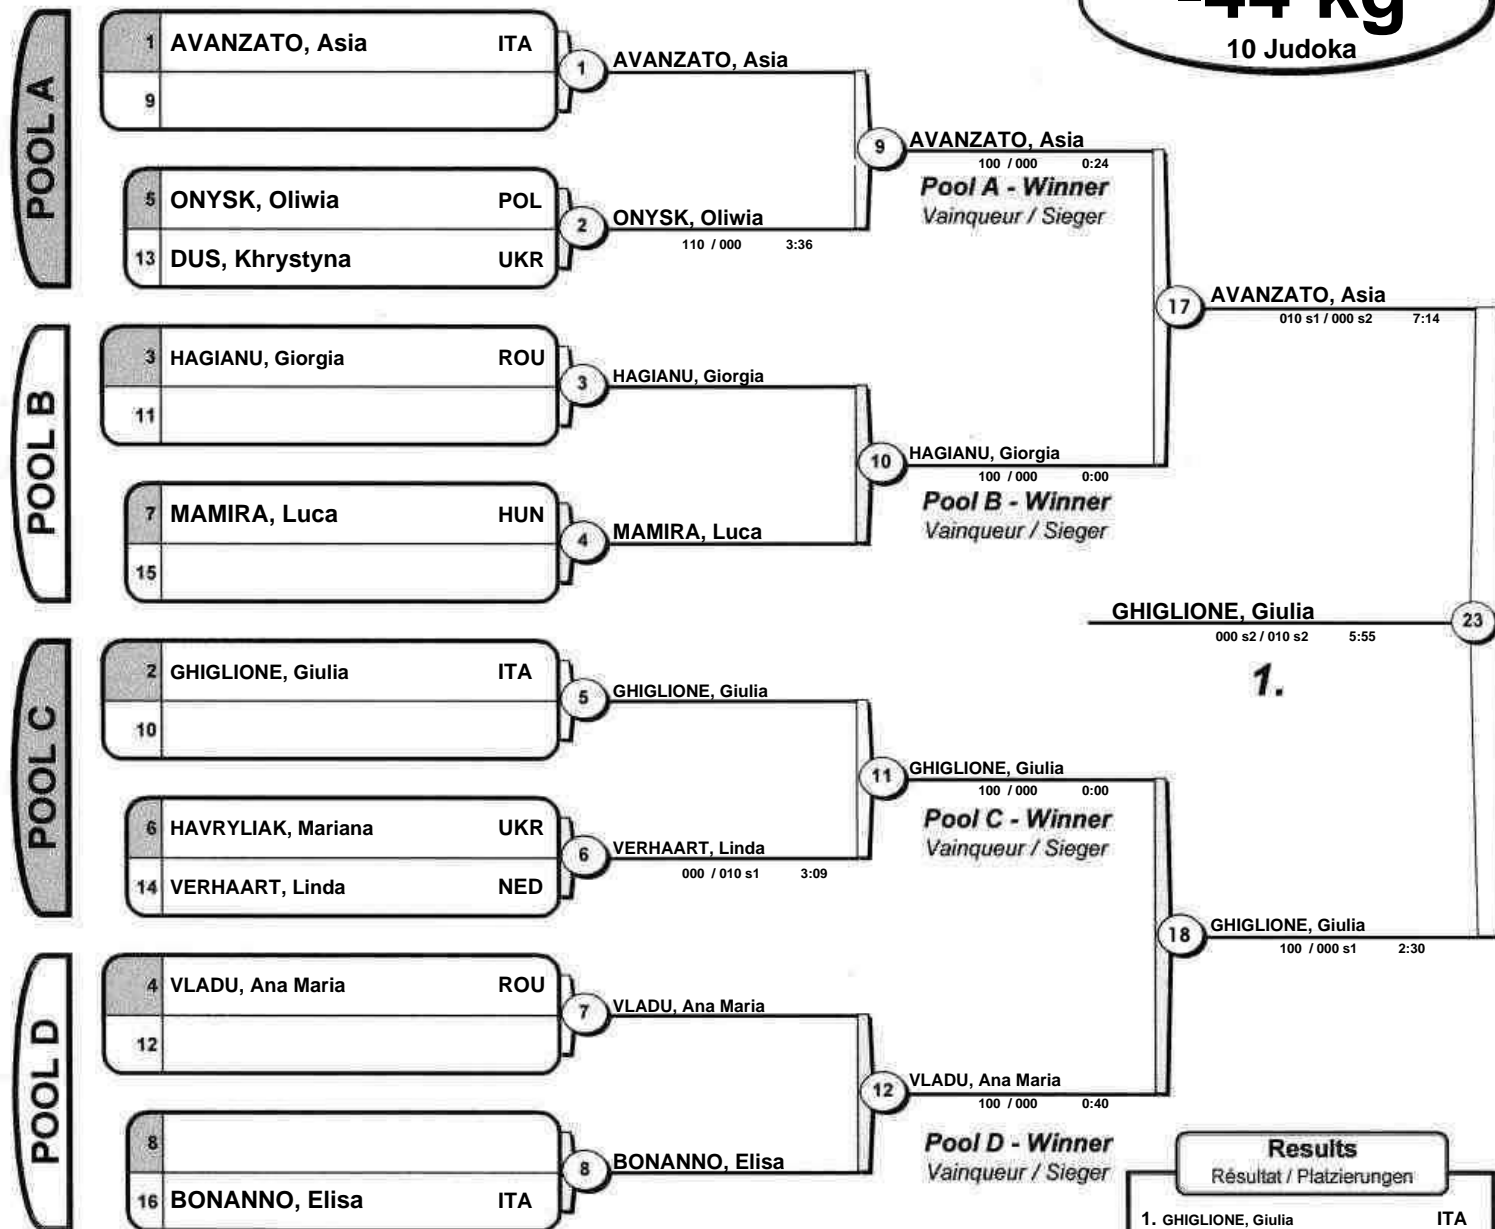 -44 kg
10 Judoka
POOL A
1 AVANZATO, Asia ITA
9
1 AVANZATO, Asia
5 ONYSK, Oliwia POL
13 DUS, Khrystyna UKR
2 ONYSK, Oliwia
110 / 000 3:36
9 AVANZATO, Asia
100 / 000 0:24
Pool A - Winner
Vainqueur / Sieger
POOL B
3 HAGIANU, Giorgia ROU
11
3 HAGIANU, Giorgia
7 MAMIRA, Luca HUN
15
4 MAMIRA, Luca
10 HAGIANU, Giorgia
100 / 000 0:00
Pool B - Winner
Vainqueur / Sieger
17 AVANZATO, Asia
010 s1 / 000 s2 7:14
GHIGLIONE, Giulia 23
000 s2 / 010 s2 5:55
1.
POOL C
2 GHIGLIONE, Giulia ITA
10
5 GHIGLIONE, Giulia
6 HAVRYLIAK, Mariana UKR
14 VERHAART, Linda NED
6 VERHAART, Linda
000 / 010 s1 3:09
11 GHIGLIONE, Giulia
100 / 000 0:00
Pool C - Winner
Vainqueur / Sieger
18 GHIGLIONE, Giulia
100 / 000 s1 2:30
POOL D
4 VLADU, Ana Maria ROU
12
7 VLADU, Ana Maria
8
16 BONANNO, Elisa ITA
8 BONANNO, Elisa
12 VLADU, Ana Maria
100 / 000 0:40
Pool D - Winner
Vainqueur / Sieger
Results
Résultat / Platzierungen
1. GHIGLIONE, Giulia ITA